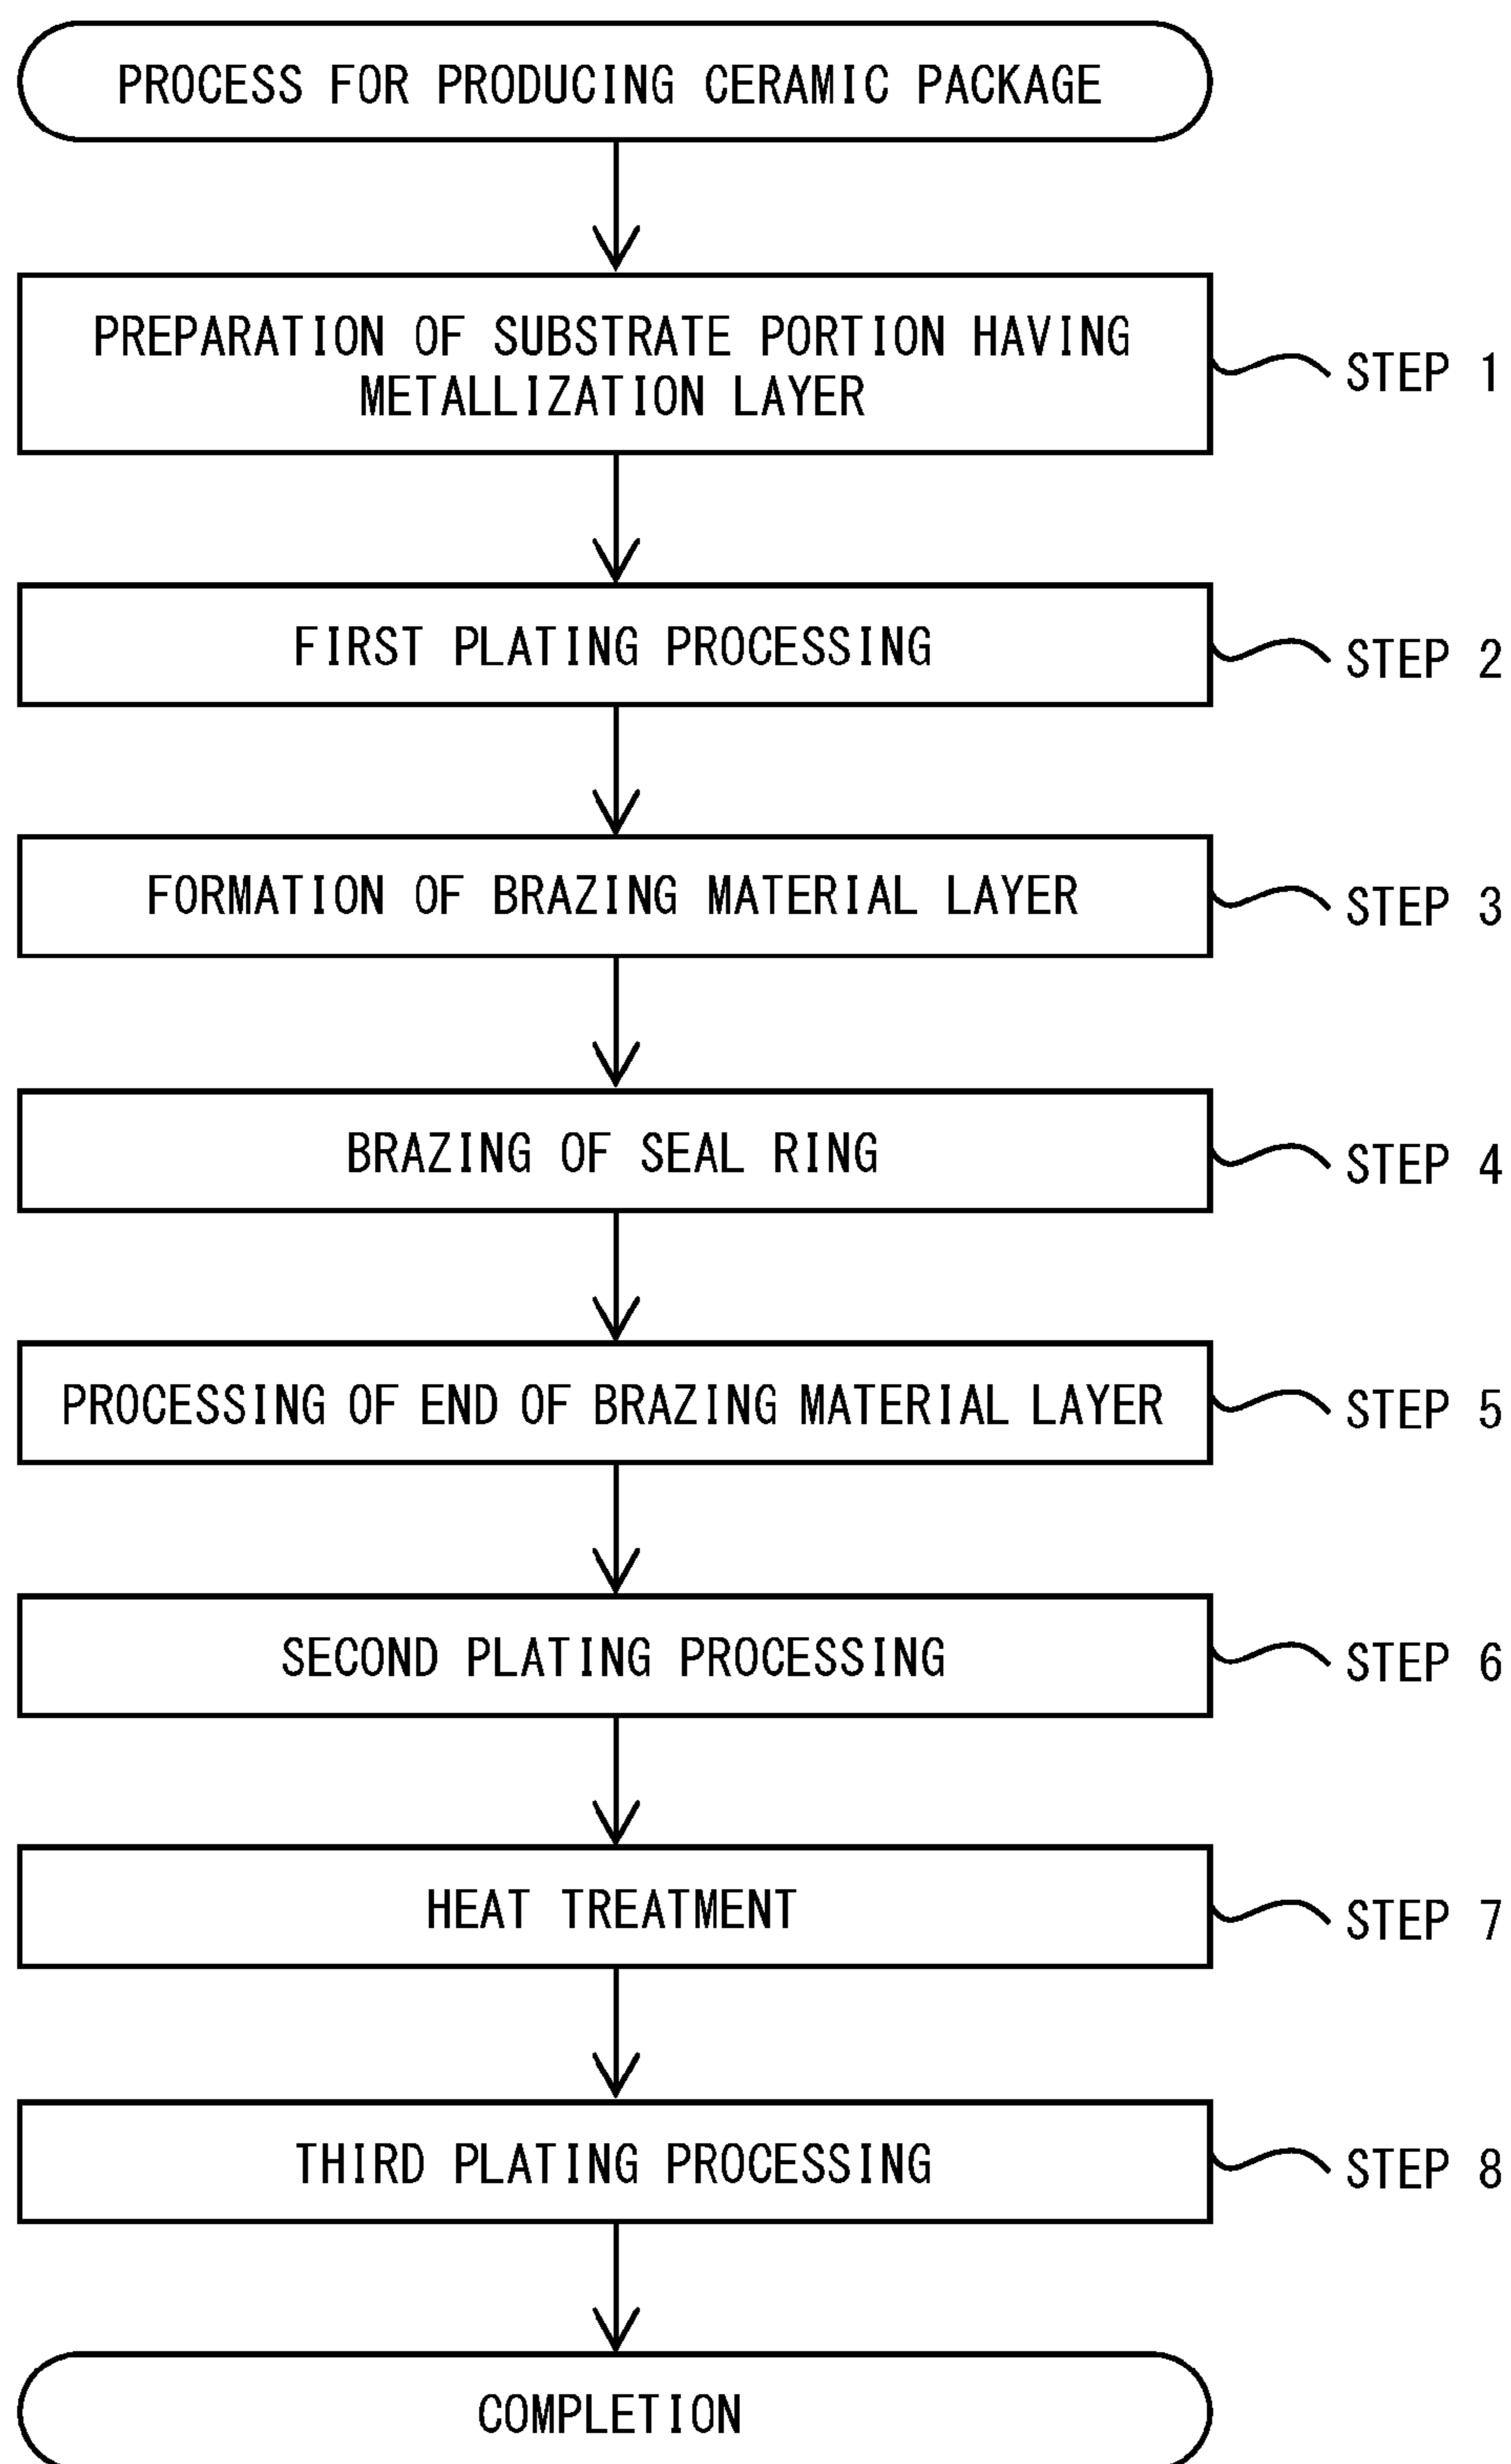 PROCESS FOR PRODUCING CERAMIC PACKAGE
PREPARATION OF SUBSTRATE PORTION HAVING
METALLIZATION LAYER
STEP 1
FIRST PLATING PROCESSING
STEP 2
FORMATION OF BRAZING MATERIAL LAYER
STEP 3
BRAZING OF SEAL RING
STEP 4
PROCESSING OF END OF BRAZING MATERIAL LAYER
STEP 5
SECOND PLATING PROCESSING
STEP 6
HEAT TREATMENT
STEP 7
THIRD PLATING PROCESSING
STEP 8
COMPLETION